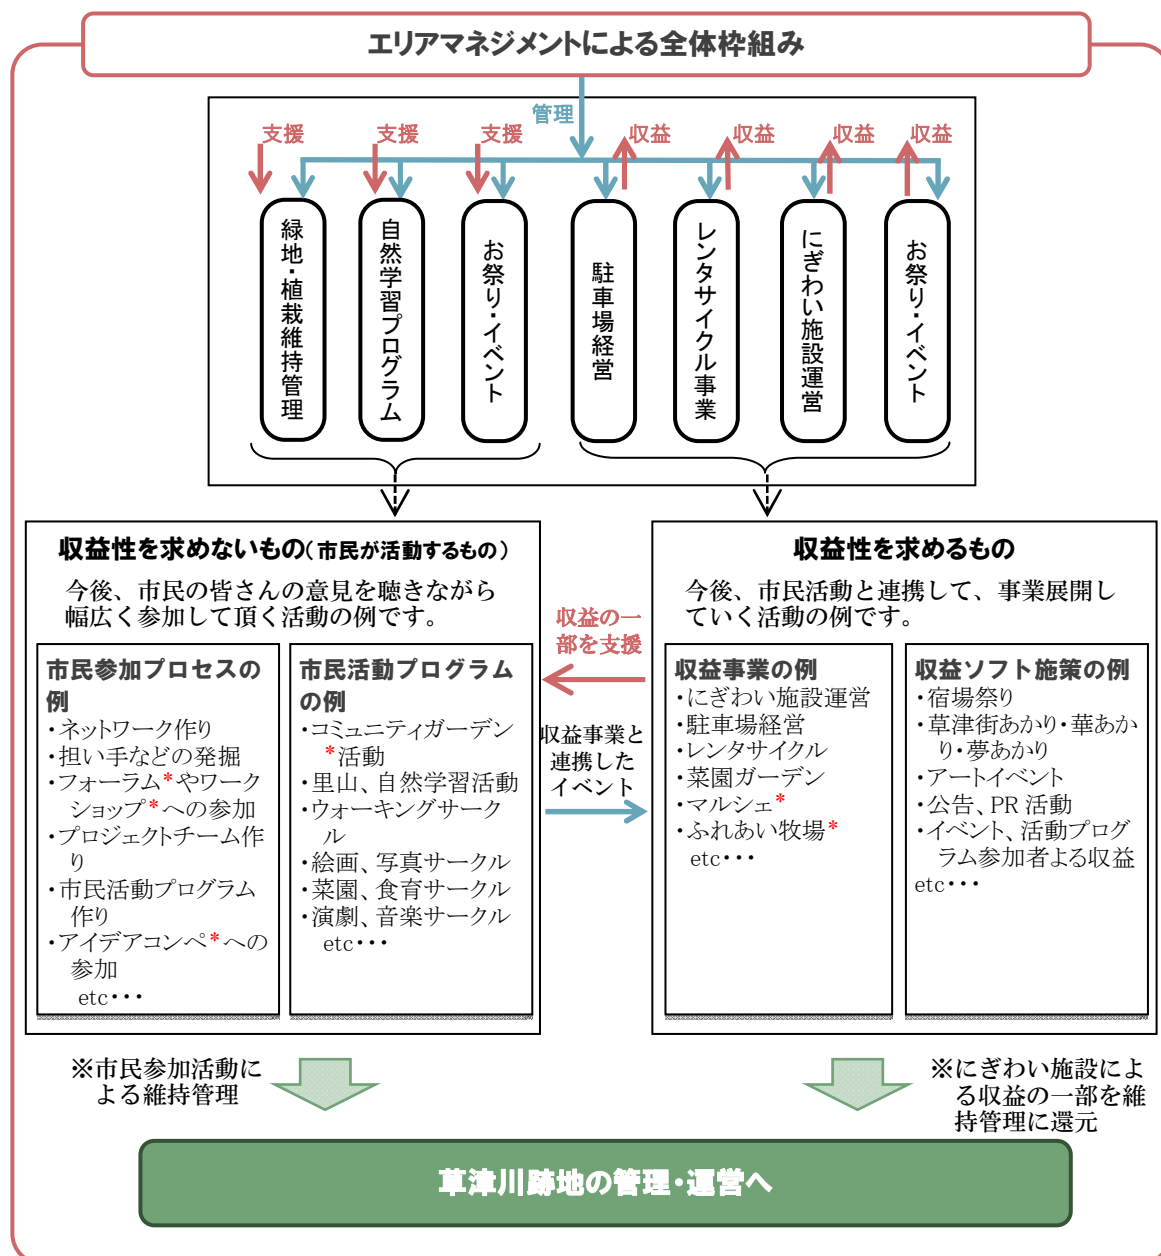 エリアマネジメントによる全体枠組み
管理
支援
支援
支援
収益
収益
収益
収益
緑地・植栽維持管理
自然学習プログラム
お祭り・イベント
駐車場経営
レンタサイクル事業
にぎわい施設運営
お祭り・イベント
収益性を求めないもの(市民が活動するもの)
今後、市民の皆さんの意見を聴きながら
幅広く参加して頂く活動の例です。
市民参加プロセスの
例
・ネットワーク作り
・担い手などの発掘
・フォーラム*やワーク
ショップ*への参加
・プロジェクトチーム作
り
・市民活動プログラム
作り
・アイデアコンペ*への
参加
etc・・・
市民活動プログラム
の例
・コミュニティガーデン
*活動
・里山、自然学習活動
・ウォーキングサーク
ル
・絵画、写真サークル
・菜園、食育サークル
・演劇、音楽サークル
etc・・・
収益の一
部を支援
収益事業と
連携した
イベント
収益性を求めるもの
今後、市民活動と連携して、事業展開し
ていく活動の例です。
収益事業の例
・にぎわい施設運営
・駐車場経営
・レンタサイクル
・菜園ガーデン
・マルシェ*
・ふれあい牧場*
etc・・・
収益ソフト施策の例
・宿場祭り
・草津街あかり・華あか
り・夢あかり
・アートイベント
・公告、PR 活動
・イベント、活動プログ
ラム参加者よる収益
etc・・・
※市民参加活動に
よる維持管理
※にぎわい施設によ
る収益の一部を維
持管理に還元
草津川跡地の管理・運営へ